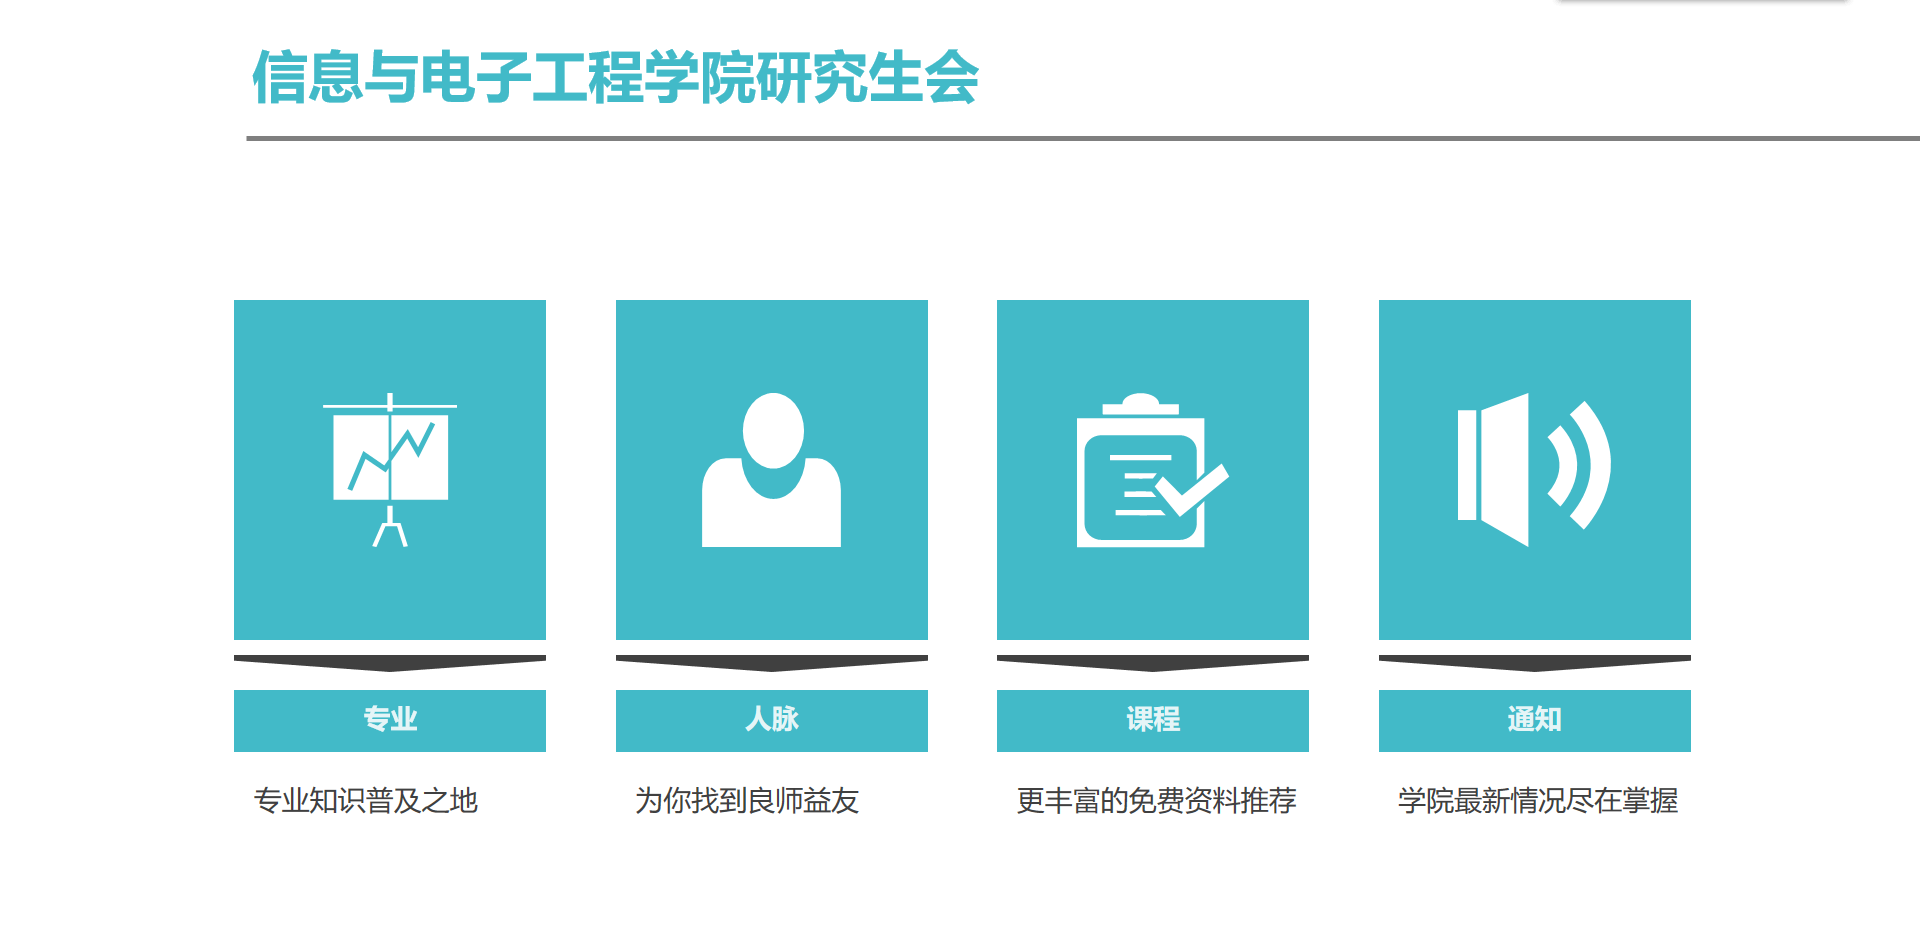 信息与电子工程学院研究生会
专业
人脉
课程
通知
专业知识普及之地
为你找到良师益友
更丰富的免费资料推荐
学院最新情况尽在掌握